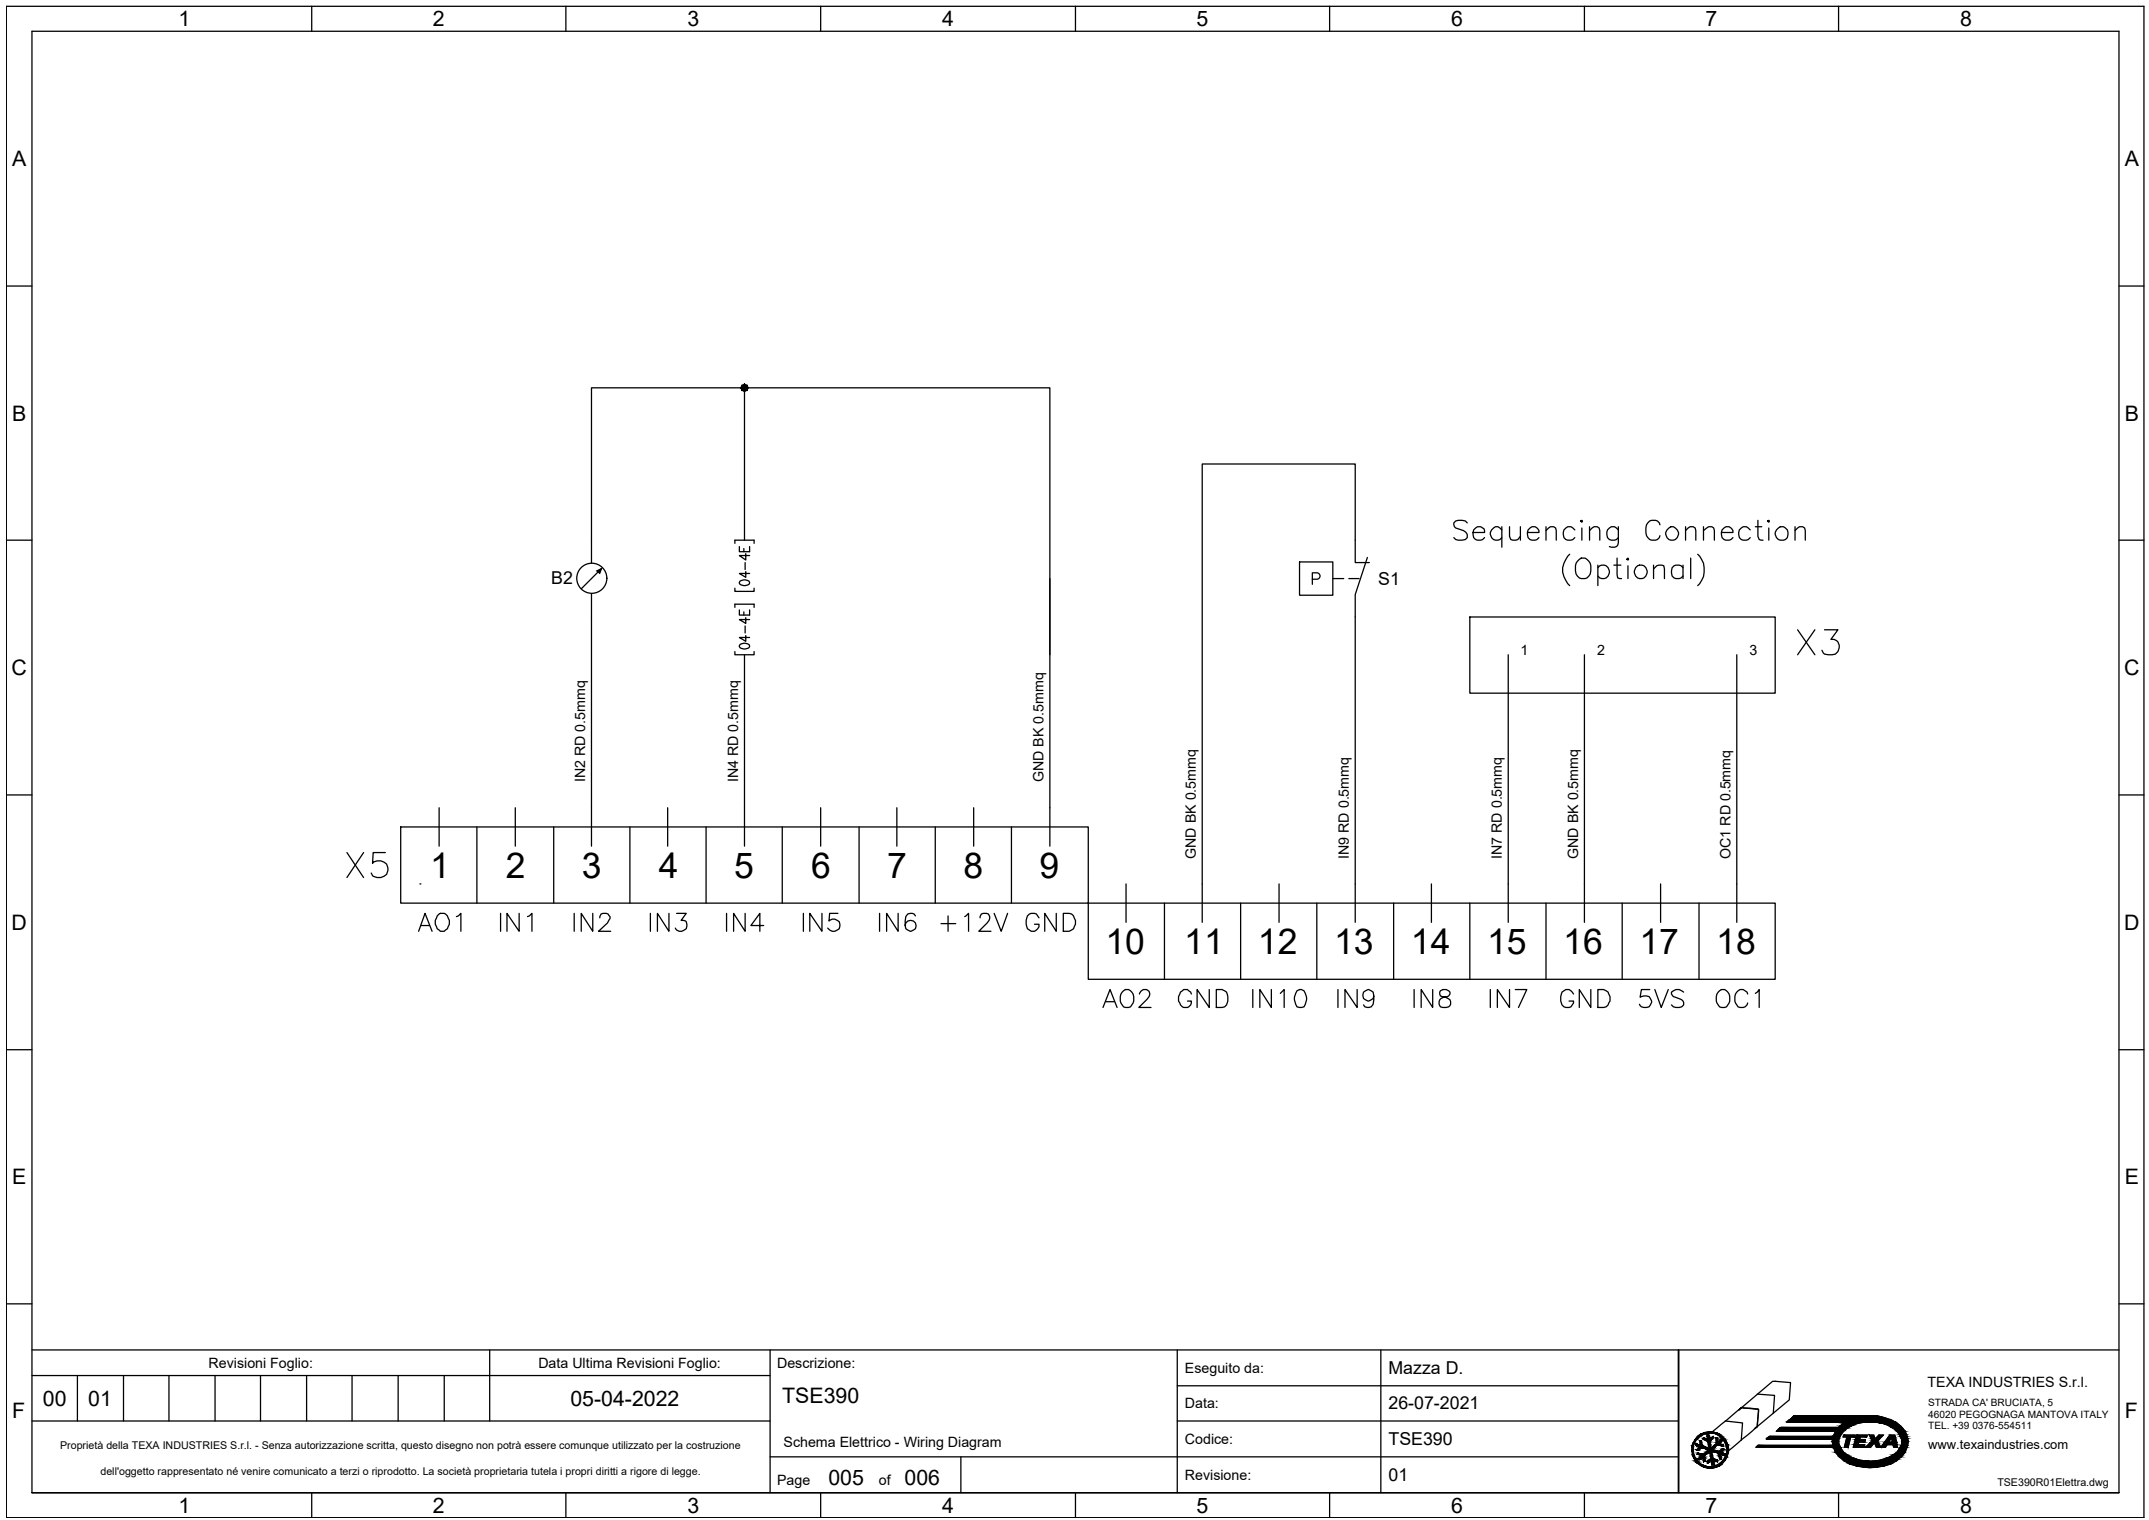 1 2 3 4 5 6 7 8
A A
B B
Sequencing Connection
(Optional)
[04-4E]
B2
P S1
[04-4E]
1 2 3 X3
C C
IN2 RD 0.5mmq
IN4 RD 0.5mmq
GND BK 0.5mmq
GND BK 0.5mmq
IN9 RD 0.5mmq
IN7 RD 0.5mmq
GND BK 0.5mmq
OC1 RD 0.5mmq
X5 1 2 3 4 5 6 7 8 9
AO1 IN1 IN2 IN3 IN4 IN5 IN6 +12V GND
D D
10 11 12 13 14 15 16 17 18
AO2 GND IN10 IN9 IN8 IN7 GND 5VS OC1
E E
F F
Revisioni Foglio:
00 01
Data Ultima Revisioni Foglio:
05-04-2022
Proprietà della TEXA INDUSTRIES S.r.l. - Senza autorizzazione scritta, questo disegno non potrà essere comunque utilizzato per la costruzione
dell'oggetto rappresentato né venire comunicato a terzi o riprodotto. La società proprietaria tutela i propri diritti a rigore di legge.
Descrizione:
TSE390
Schema Elettrico - Wiring Diagram
Page 005 of 006
Eseguito da: Mazza D.
Data: 26-07-2021
Codice: TSE390
Revisione: 01
TEXA
TEXA INDUSTRIES S.r.l.
STRADA CA' BRUCIATA, 5
46020 PEGOGNAGA MANTOVA ITALY
TEL. +39 0376-554511
www.texaindustries.com
TSE390R01Elettra.dwg
1 2 3 4 5 6 7 8